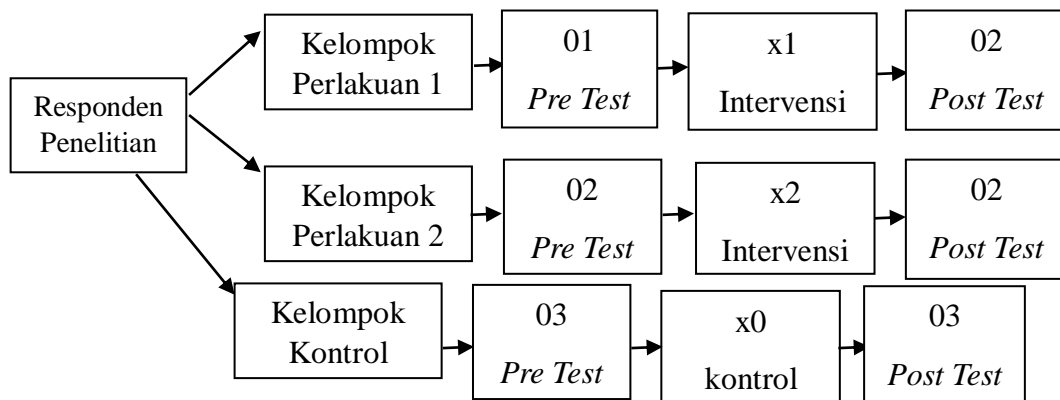 Responden
Penelitian
Kelompok
Perlakuan 1
01
Pre Test
x1
Intervensi
02
Post Test
Kelompok
Perlakuan 2
02
Pre Test
x2
Intervensi
02
Post Test
Kelompok
Kontrol
03
Pre Test
x0
kontrol
03
Post Test